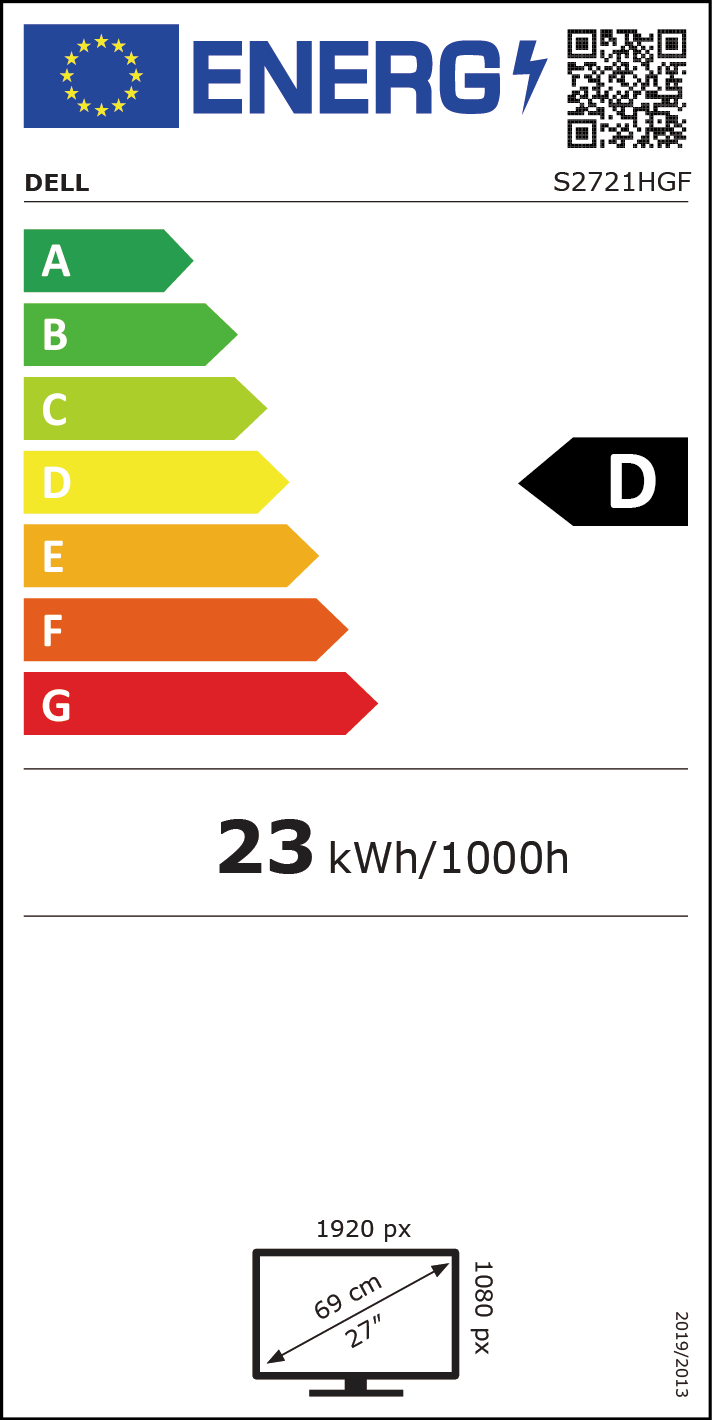 ENERG
DELL
S2721HGF
A
B
C
D
D
E
F
G
23 kWh/1000h
1920 px
1080 px
69 cm
27"
2019/2013